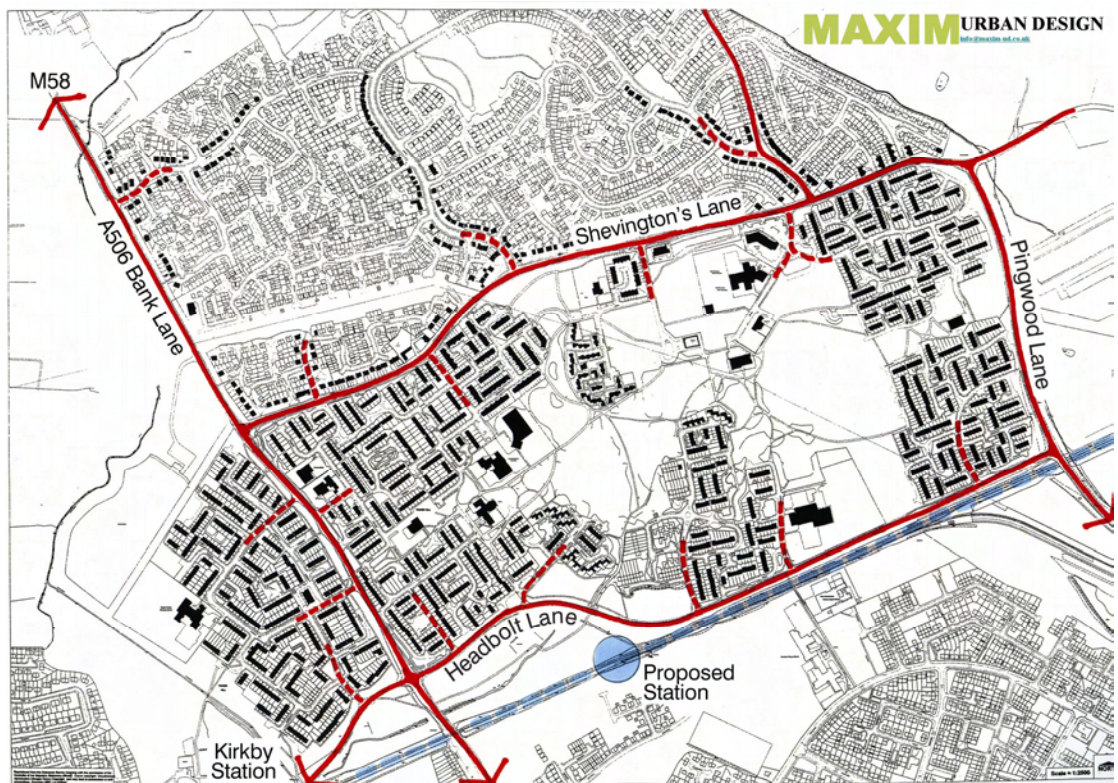 MAXIM URBAN DESIGN
info@maxim-ud.co.uk
M58
A506 Bank Lane
Shevington's Lane
Pingwood Lane
Headbolt Lane
Proposed
Station
Kirkby
Station